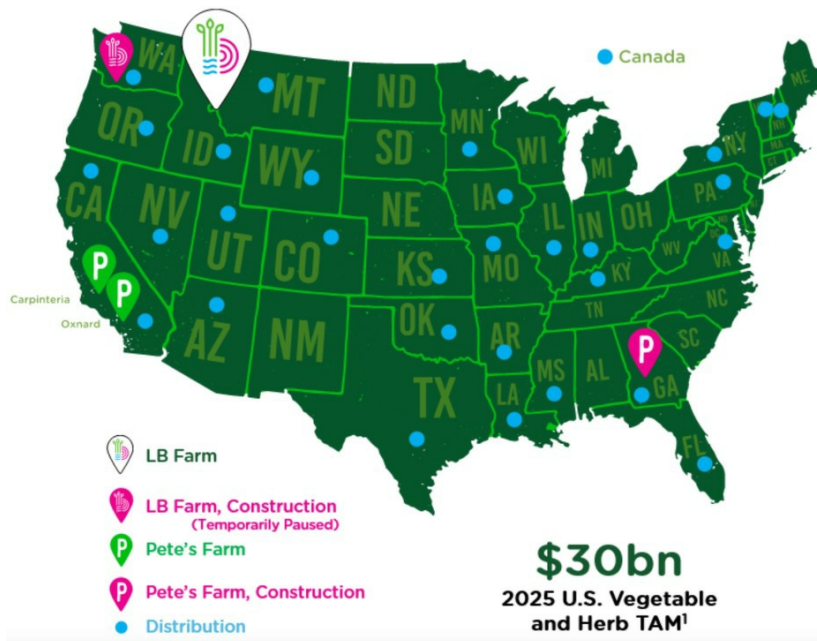 Canada
WA
MT
ND
MN
ME
OR
ID
SD
WI
MI
NY
NH
MA
CT
WY
CA
NV
UT
CO
NE
IA
IL
IN
OH
PA
KS
MO
KY
WV
VA
Carpinteria
P
P
Oxnard
AZ
NM
OK
AR
TN
NC
SC
P
TX
LA
MS
AL
GA
FL
LB Farm
LB Farm, Construction
(Temporarily Paused)
P Pete's Farm
P Pete's Farm, Construction
Distribution
$30bn
2025 U.S. Vegetable
and Herb TAM¹